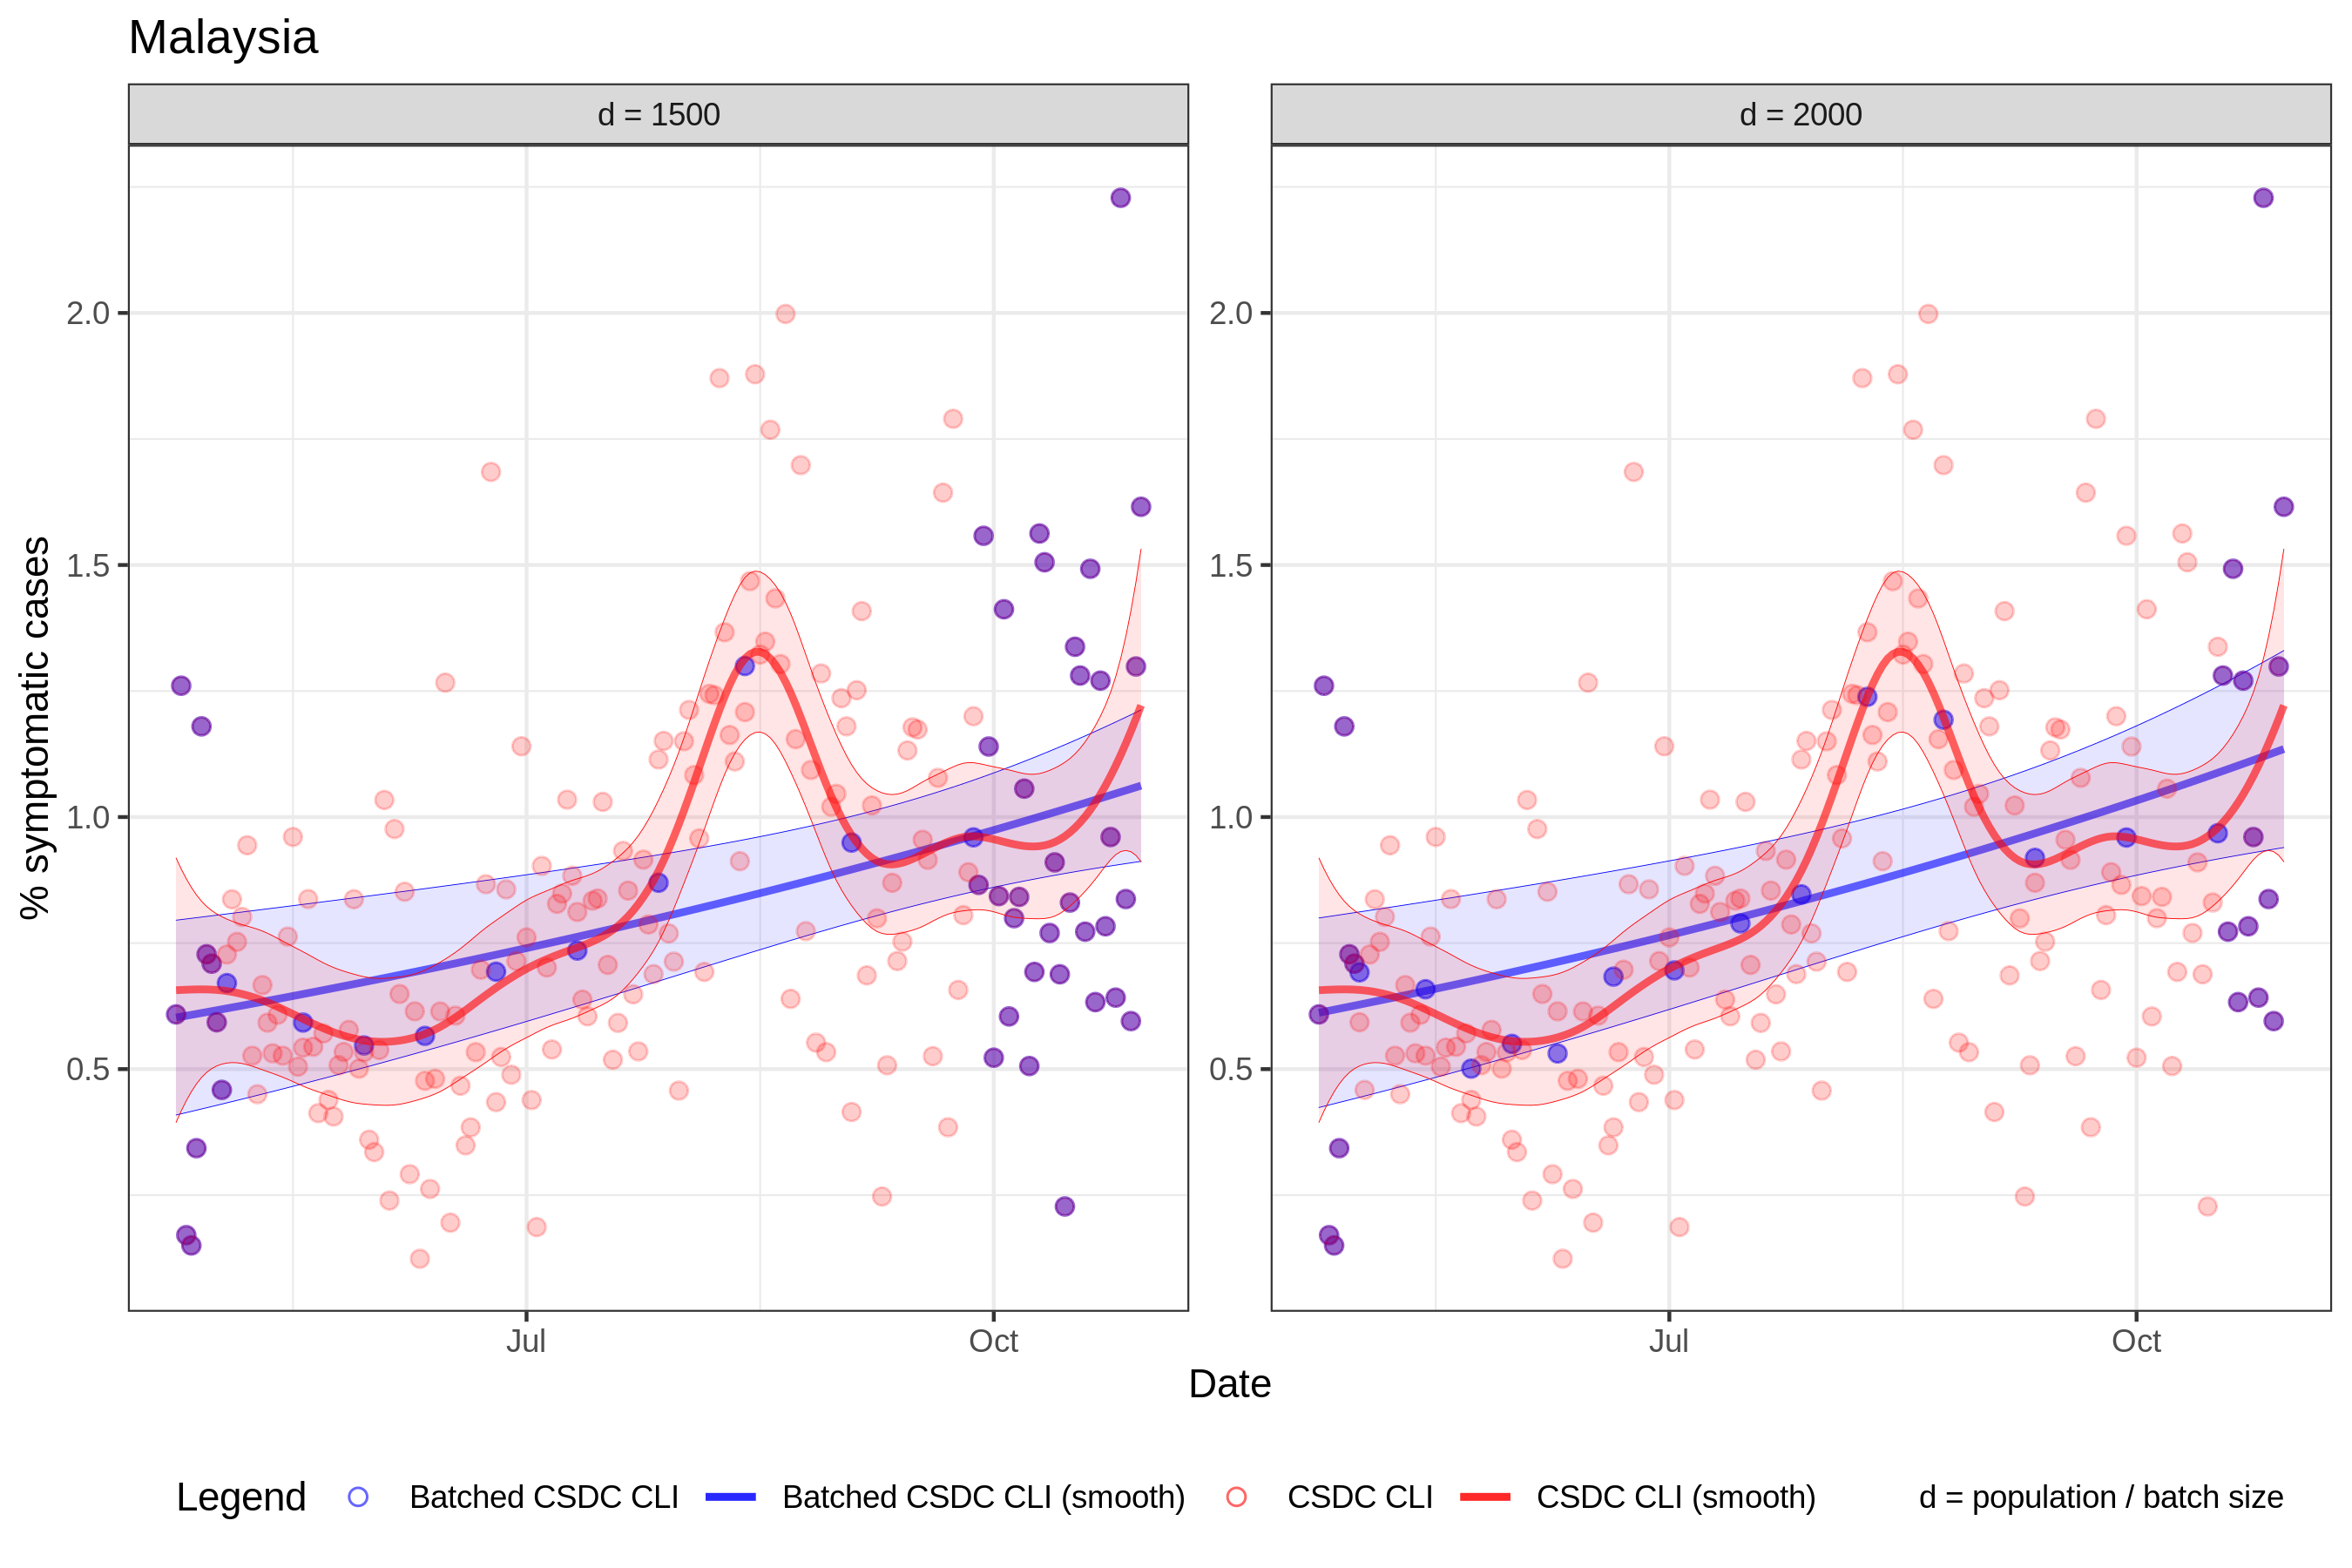 Malaysia
d = 1500
d = 2000
% symptomatic cases
2.0
1.5
1.0
0.5
2.0
1.5
1.0
0.5
Jul
Oct
Jul
Oct
Date
Legend
Batched CSDC CLI
Batched CSDC CLI (smooth)
CSDC CLI
CSDC CLI (smooth)
d = population / batch size